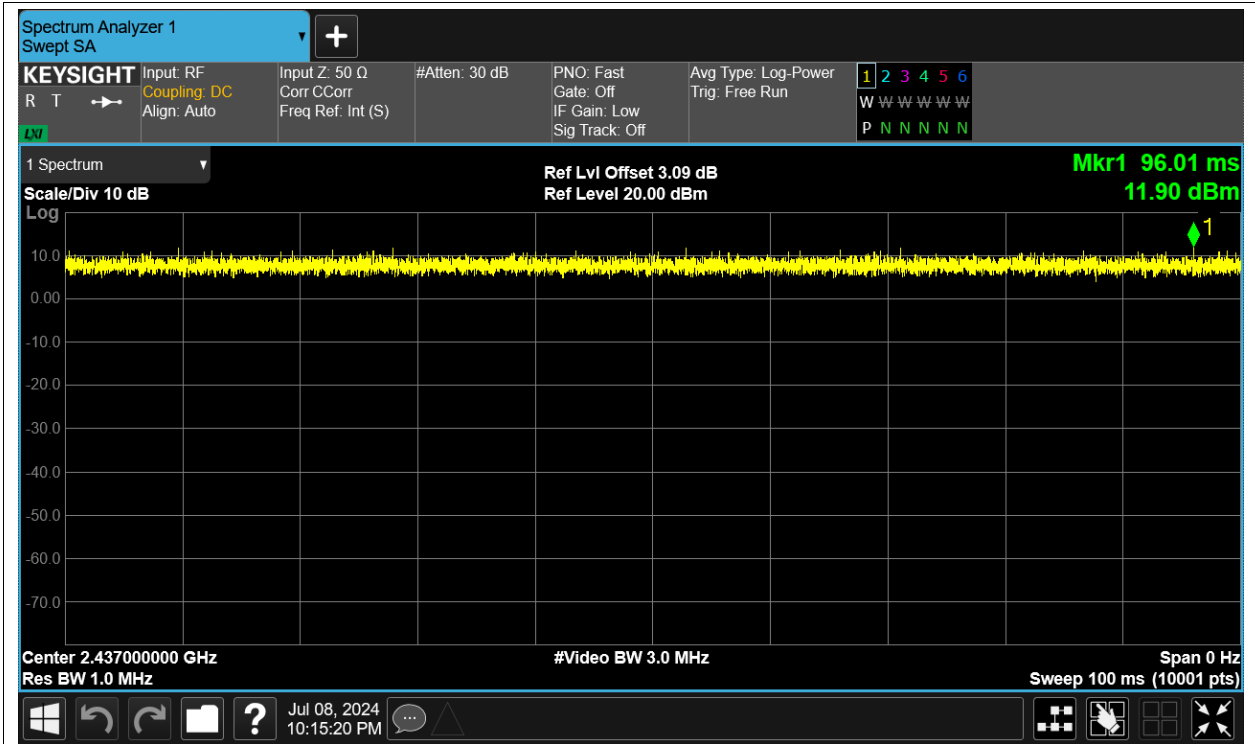 Spectrum Analyzer 1
Swept SA
KEYSIGHT
R T
LXI
Input: RF
Coupling: DC
Align: Auto
Input Z: 50 Ω
Corr CCorr
Freq Ref: Int (S)
#Atten: 30 dB
PNO: Fast
Gate: Off
IF Gain: Low
Sig Track: Off
Avg Type: Log-Power
Trig: Free Run
1 2 3 4 5 6
W W W W W W
P N N N N N
1 Spectrum
Scale/Div 10 dB
Log
Ref Lvl Offset 3.09 dB
Ref Level 20.00 dBm
Mkr1 96.01 ms
11.90 dBm
1
10.0
0.00
-10.0
-20.0
-30.0
-40.0
-50.0
-60.0
-70.0
Center 2.437000000 GHz
#Video BW 3.0 MHz
Span 0 Hz
Res BW 1.0 MHz
Sweep 100 ms (10001 pts)
?
Jul 08, 2024
10:15:20 PM